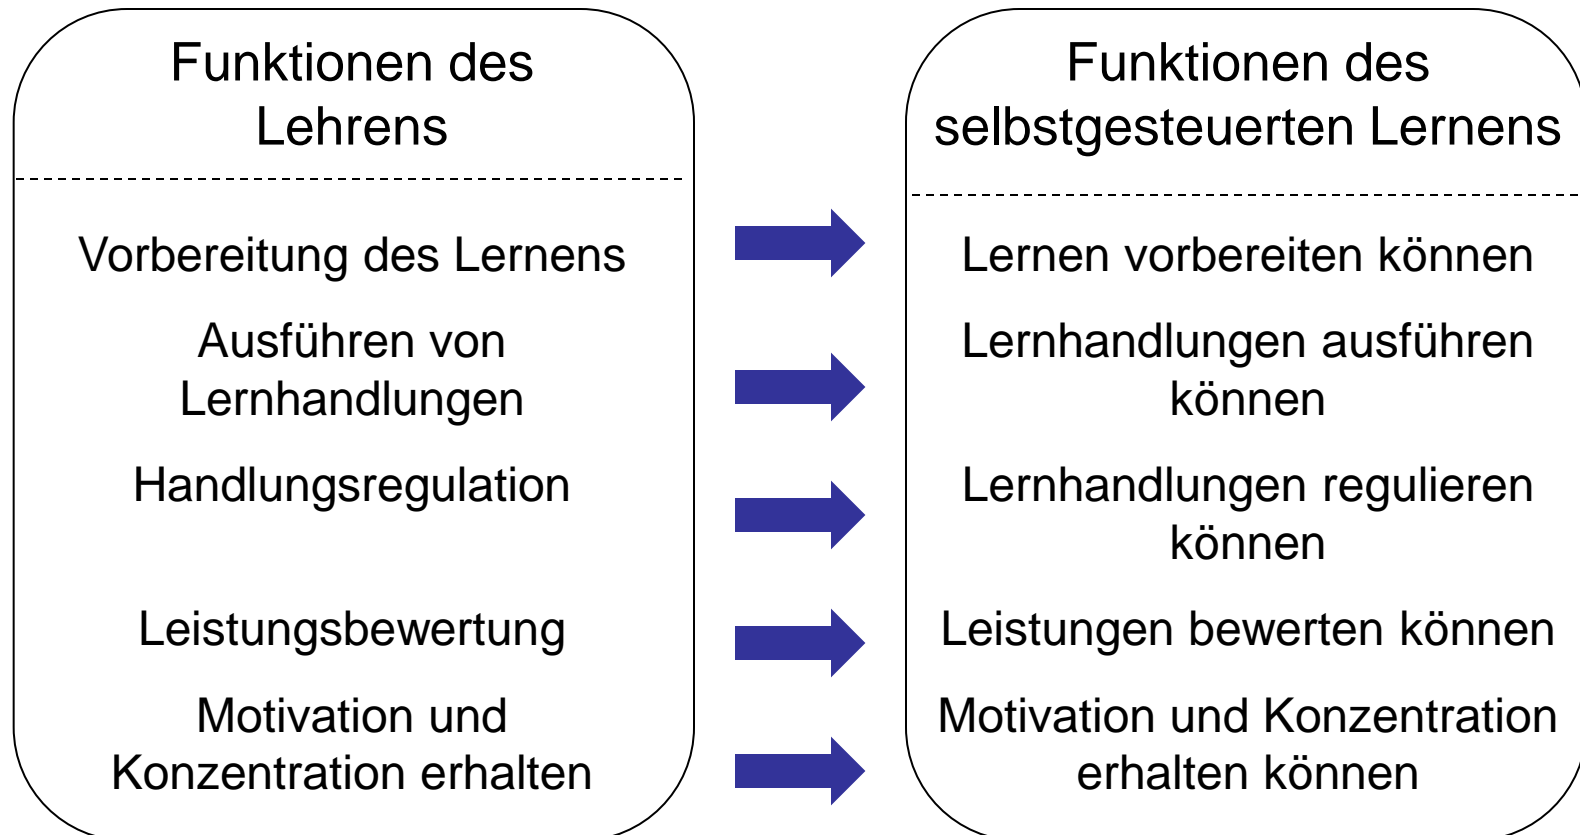 Funktionen des
Lehrens
Vorbereitung des Lernens
Ausführen von
Lernhandlungen
Handlungsregulation
Leistungsbewertung
Motivation und
Konzentration erhalten
Funktionen des
selbstgesteuerten Lernens
Lernen vorbereiten können
Lernhandlungen ausführen
können
Lernhandlungen regulieren
können
Leistungen bewerten können
Motivation und Konzentration
erhalten können